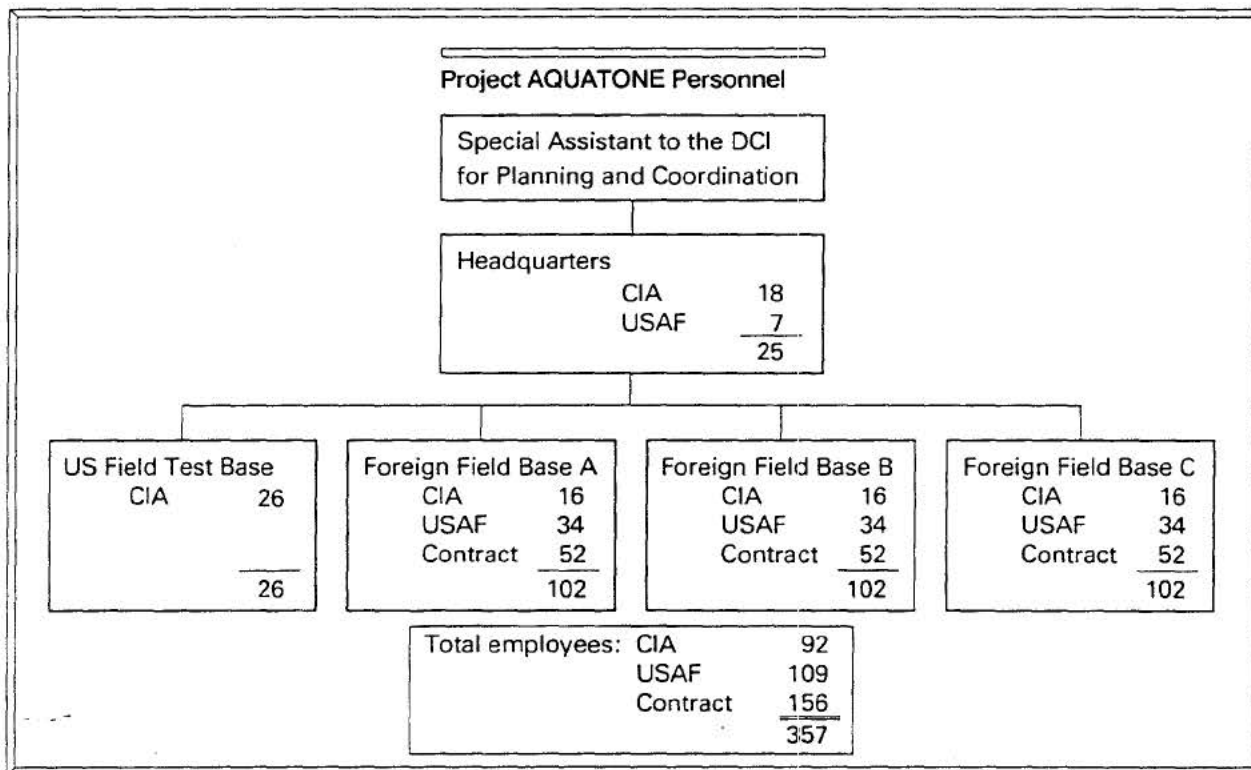 Project AQUATONE Personnel
Special Assistant to the DCI
for Planning and Coordination
Headquarters
CIA 18
USAF 7
25
US Field Test Base
CIA 26
26
Foreign Field Base A
CIA 16
USAF 34
Contract 52
102
Foreign Field Base B
CIA 16
USAF 34
Contract 52
102
Foreign Field Base C
CIA 16
USAF 34
Contract 52
102
Total employees: CIA 92
USAF 109
Contract 156
357